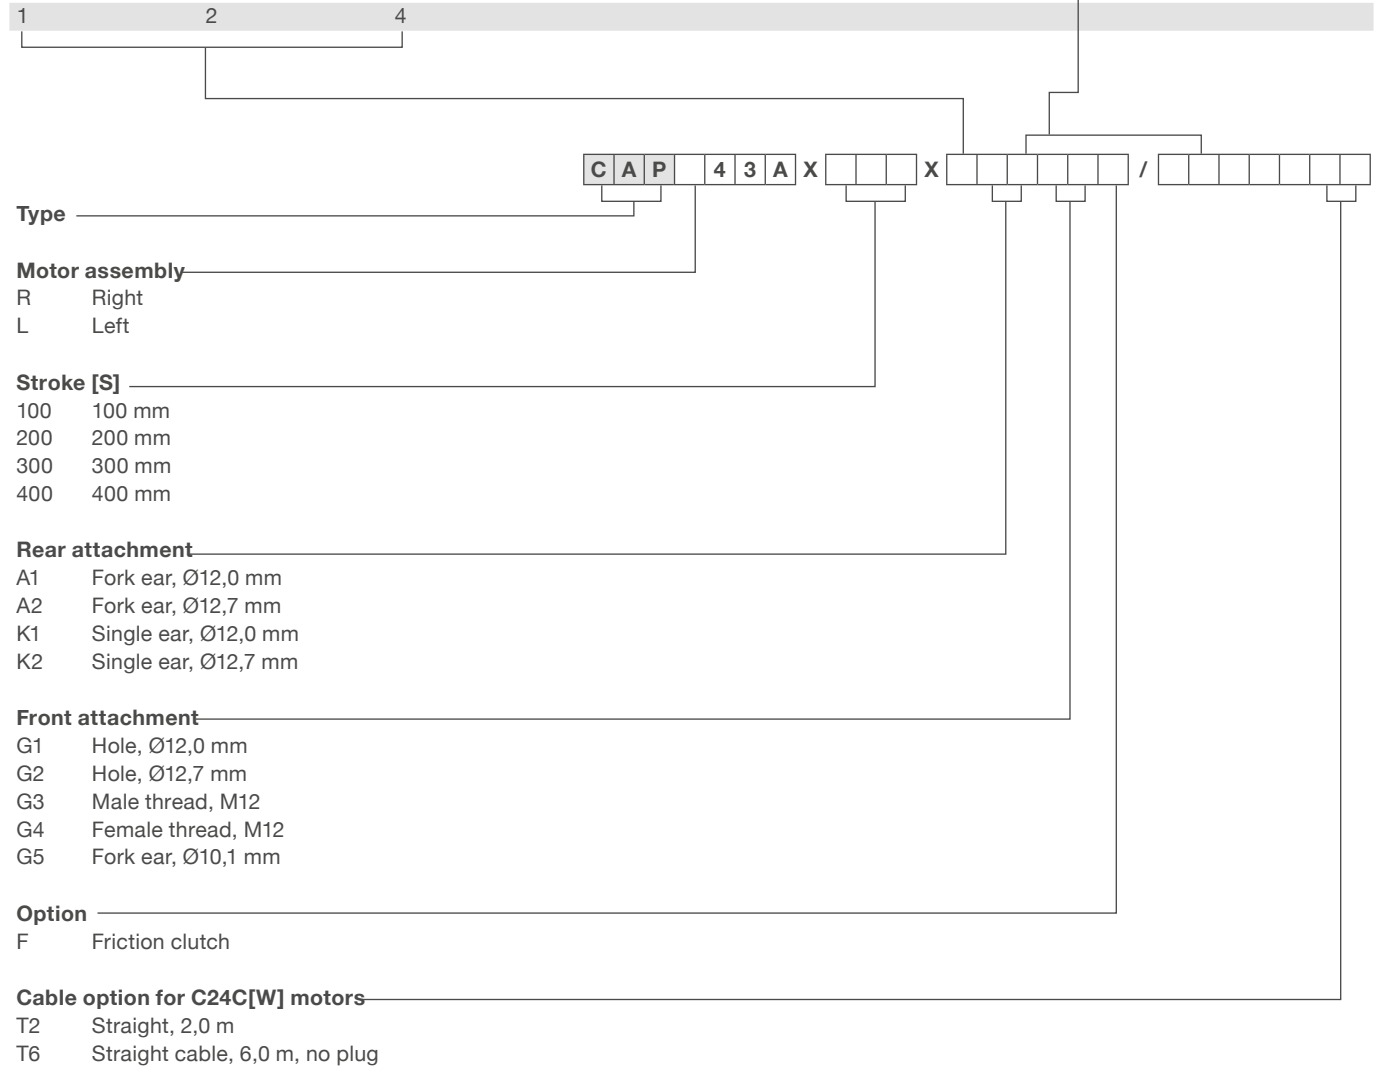 1 2 4
C A P 4 3 A X X /
Type
Motor assembly
R Right
L Left
Stroke [S]
100 100 mm
200 200 mm
300 300 mm
400 400 mm
Rear attachment
A1 Fork ear, Ø12,0 mm
A2 Fork ear, Ø12,7 mm
K1 Single ear, Ø12,0 mm
K2 Single ear, Ø12,7 mm
Front attachment
G1 Hole, Ø12,0 mm
G2 Hole, Ø12,7 mm
G3 Male thread, M12
G4 Female thread, M12
G5 Fork ear, Ø10,1 mm
Option
F Friction clutch
Cable option for C24C[W] motors
T2 Straight, 2,0 m
T6 Straight cable, 6,0 m, no plug